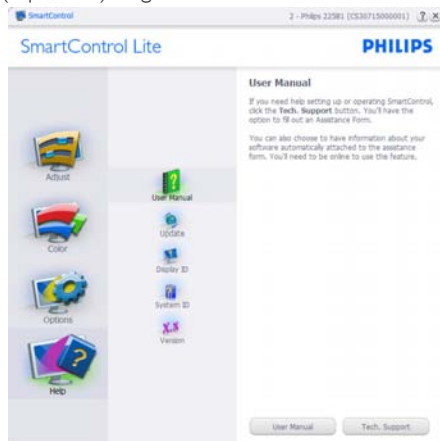 SmartControl
2 - Philips 225B1 (CS30715000001)
? X
SmartControl Lite
PHILIPS
Adjust
Color
Options
Help
User Manual
Update
Display ID
System ID
X.X
Version
User Manual
If you need help setting up or operating SmartControl,
click the Tech. Support button. You'll have the
option to fill out an Assistance Form.
You can also choose to have information about your
software automatically attached to the assistance
form. You'll need to be online to use the feature.
User Manual
Tech. Support